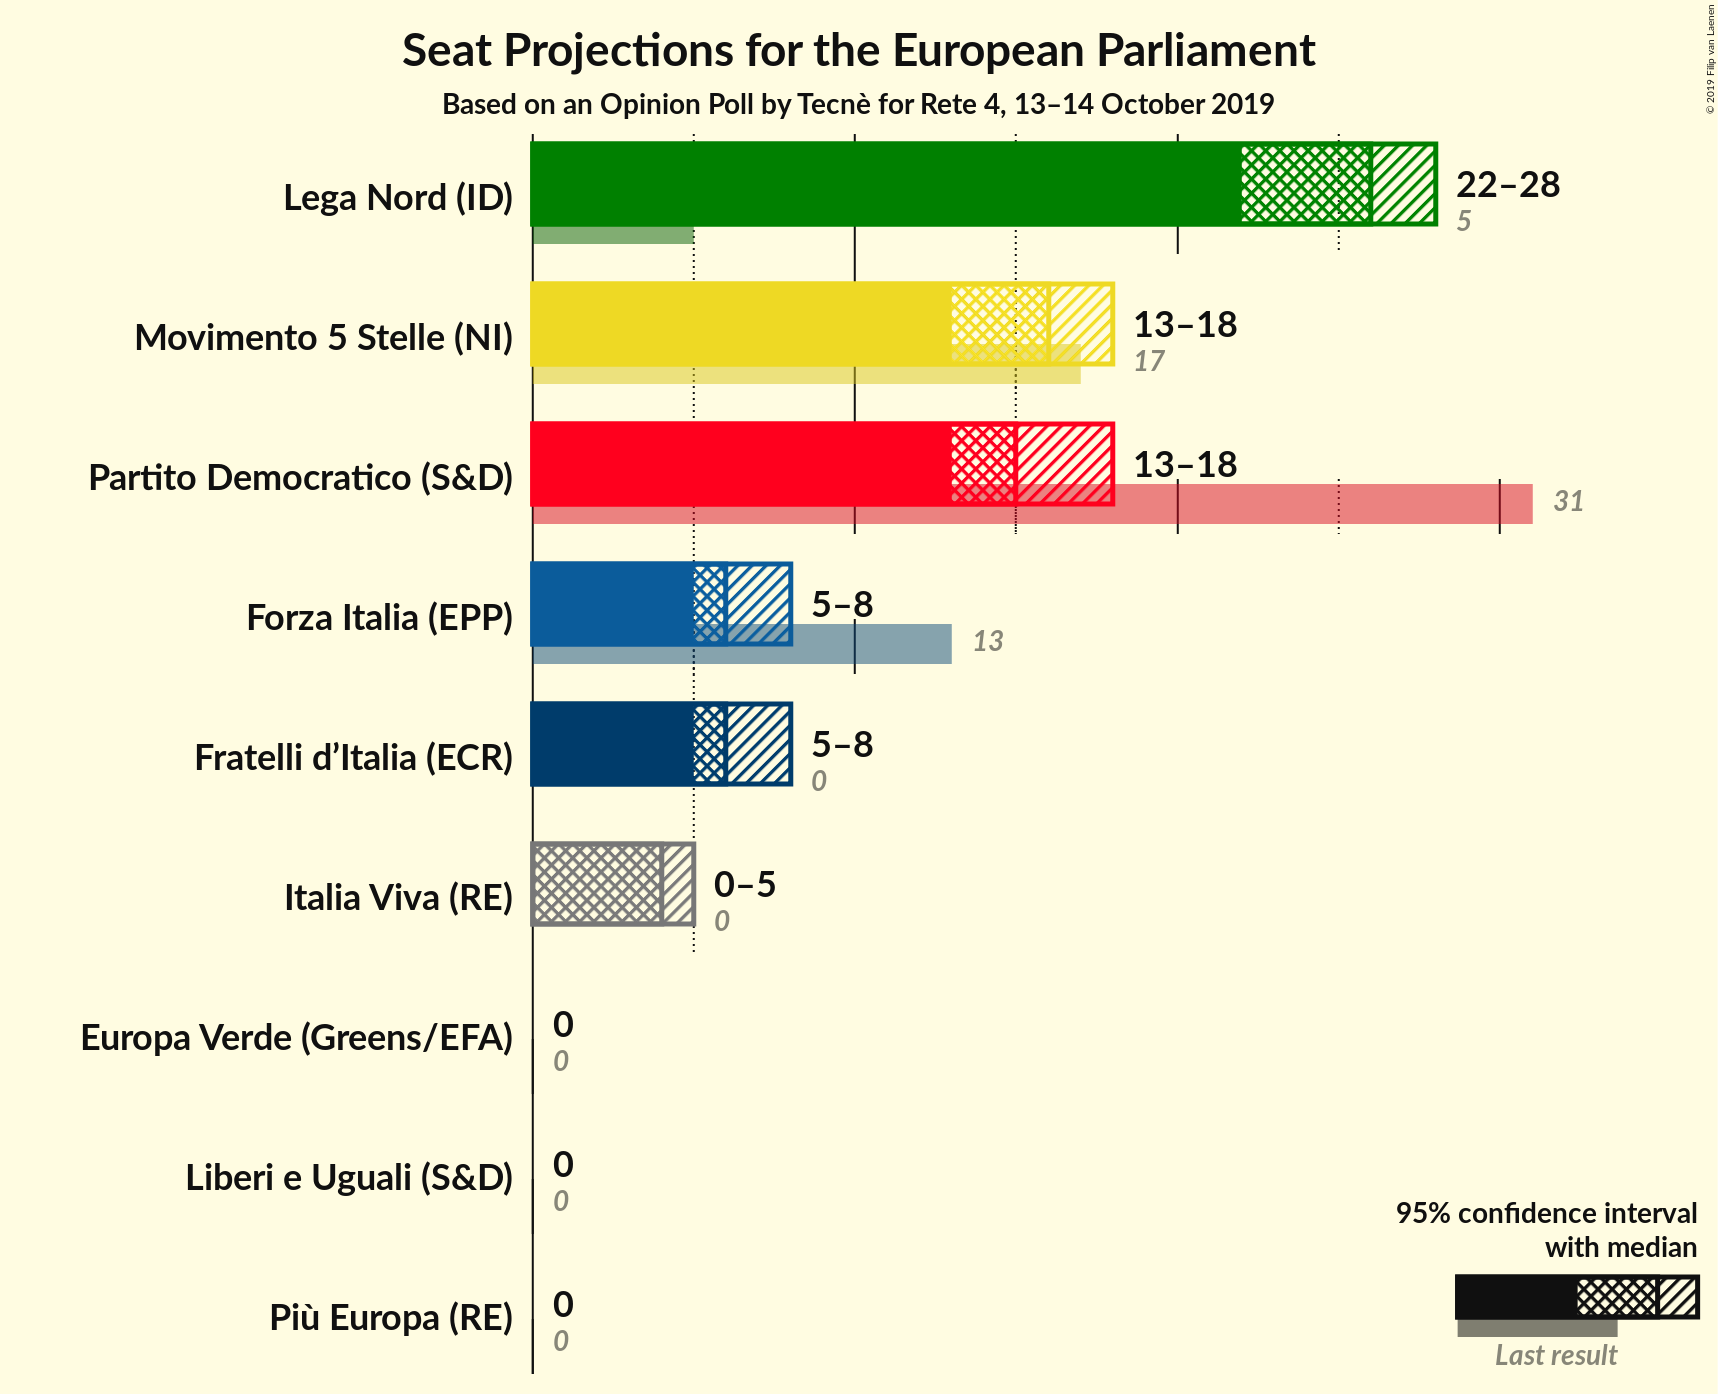 Seat Projections for the European Parliament
Based on an Opinion Poll by Tecnè for Rete 4, 13–14 October 2019
© 2019 Filip van Laenen
Lega Nord (ID)
22–28
5
Movimento 5 Stelle (NI)
13–18
17
Partito Democratico (S&D)
13–18
31
Forza Italia (EPP)
5–8
13
Fratelli d’Italia (ECR)
5–8
0
Italia Viva (RE)
0–5
0
Europa Verde (Greens/EFA)
0
0
Liberi e Uguali (S&D)
0
0
Più Europa (RE)
0
0
95% confidence interval
with median
Last result